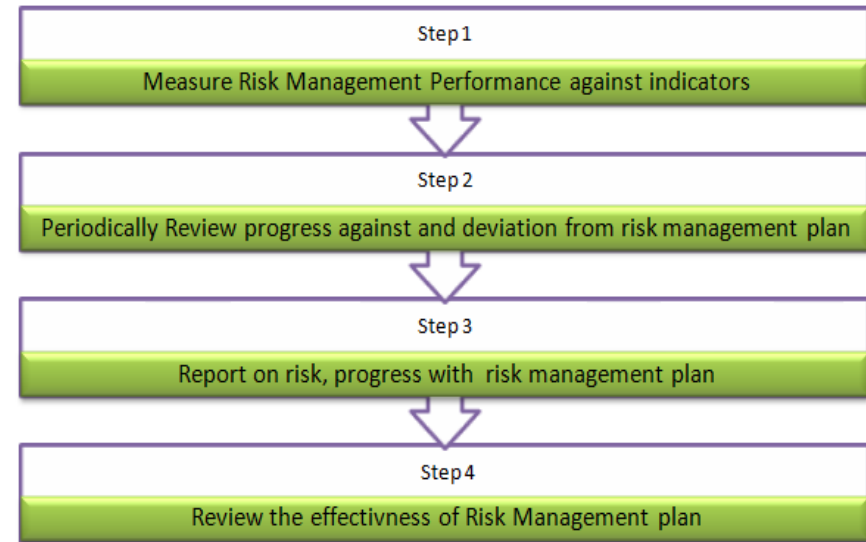 Step 1
Measure Risk Management Performance against indicators
Step 2
Periodically Review progress against and deviation from risk management plan
Step 3
Report on risk, progress with risk management plan
Step 4
Review the effectivness of Risk Management plan